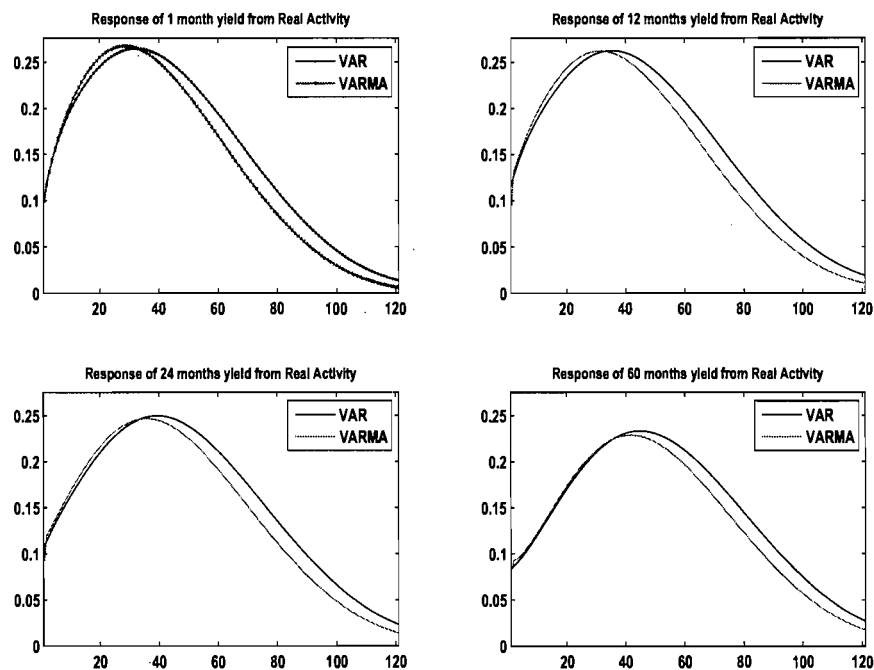 Response of 1 month yield from Real Activity
0.25
0.2
0.15
0.1
0.05
0
20 40 60 80 100 120
VAR
VARMA
Response of 12 months yield from Real Activity
0.25
0.2
0.15
0.1
0.05
0
20 40 60 80 100 120
VAR
VARMA
Response of 24 months yield from Real Activity
0.25
0.2
0.15
0.1
0.05
0
20 40 60 80 100 120
VAR
VARMA
Response of 60 months yield from Real Activity
0.25
0.2
0.15
0.1
0.05
0
20 40 60 80 100 120
VAR
VARMA